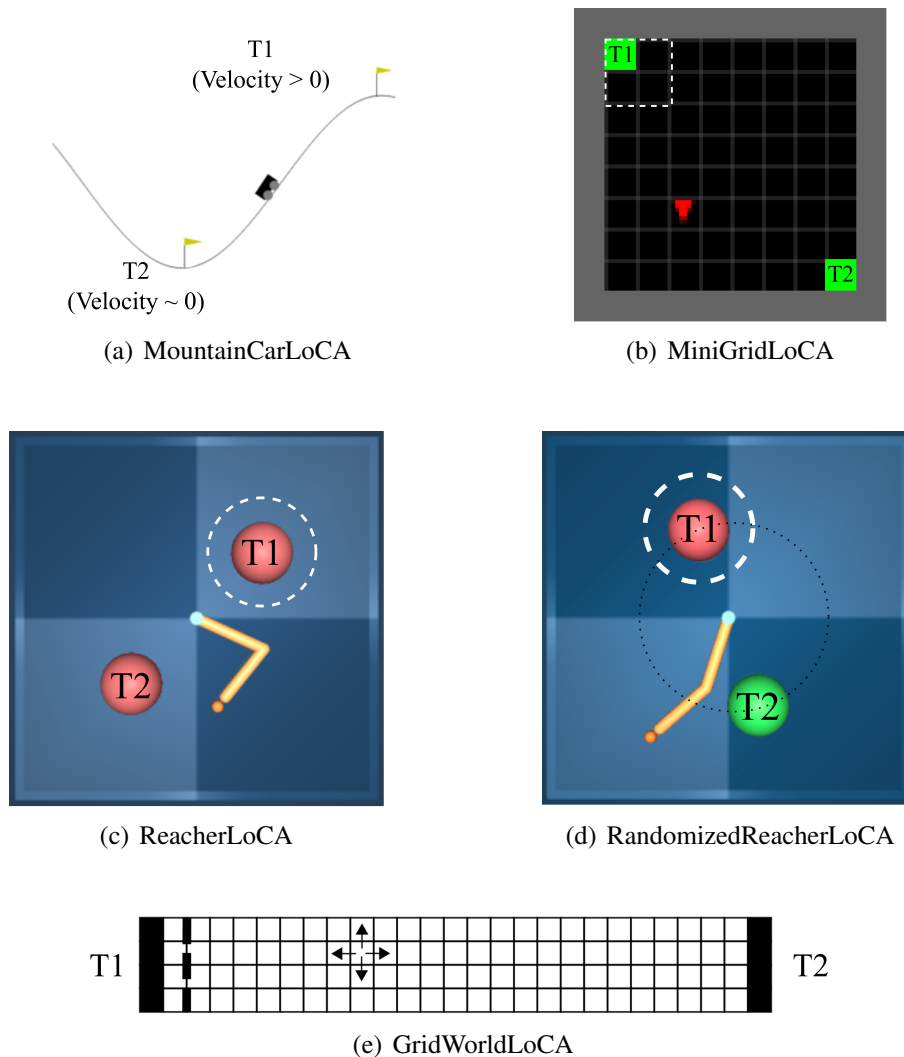 T1
(Velocity > 0)
T2
(Velocity ~ 0)
(a) MountainCarLoCA
T1
T2
(b) MiniGridLoCA
T1
T2
(c) ReacherLoCA
T1
T2
(d) RandomizedReacherLoCA
T1
T2
(e) GridWorldLoCA